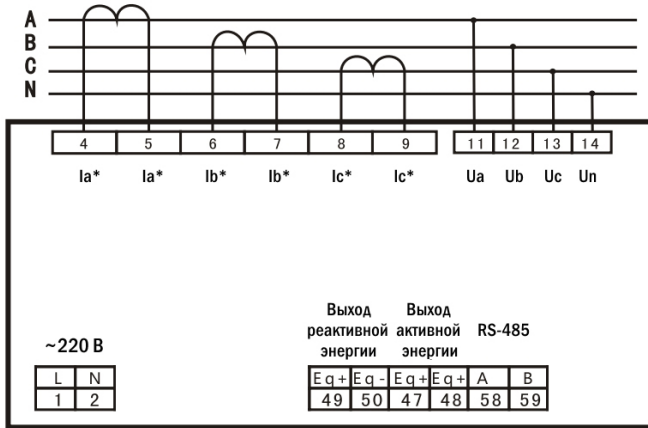 A
B
C
N
4 5 6 7 8 9 11 12 13 14
Ia* Ia* Ib* Ib* Ic* Ic* Ua Ub Uc Un
Выход Выход
реактивной активной RS-485
энергии энергии
~220 В
L N Eq+ Eq- Eq+ Eq+ A B
1 2 49 50 47 48 58 59